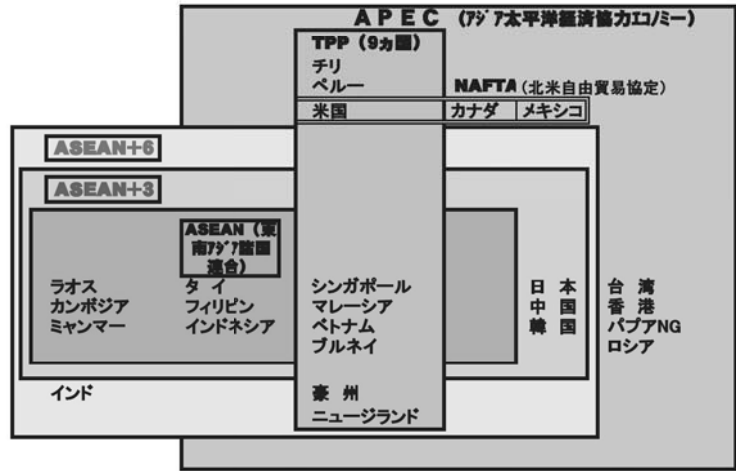 APEC (アジア太平洋経済協力エコノミー)
TPP (9ヵ国)
チリ
ペルー
NAFTA (北米自由貿易協定)
米国 カナダ メキシコ
ASEAN+6
ASEAN+3
ASEAN (東
南アジア諸国
連合)
ラオス タイ シンガポール 日本 台湾
カンボジア フィリピン マレーシア 中国 香港
ミャンマー インドネシア ベトナム 韓国 パプアNG
ブルネイ ロシア
インド 豪州
ニュージランド